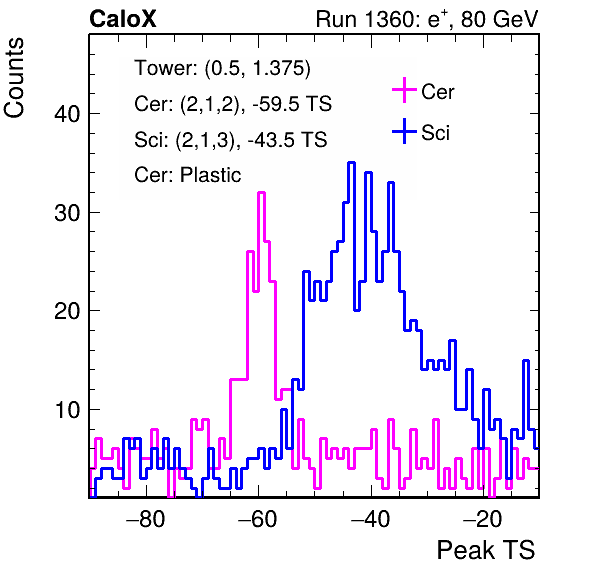 CaloX Run 1360: e⁺, 80 GeV
Counts
Tower: (0.5, 1.375)
Cer: (2,1,2), -59.5 TS
Sci: (2,1,3), -43.5 TS
Cer: Plastic
Cer
Sci
40
30
20
10
−80 −60 −40 −20
Peak TS